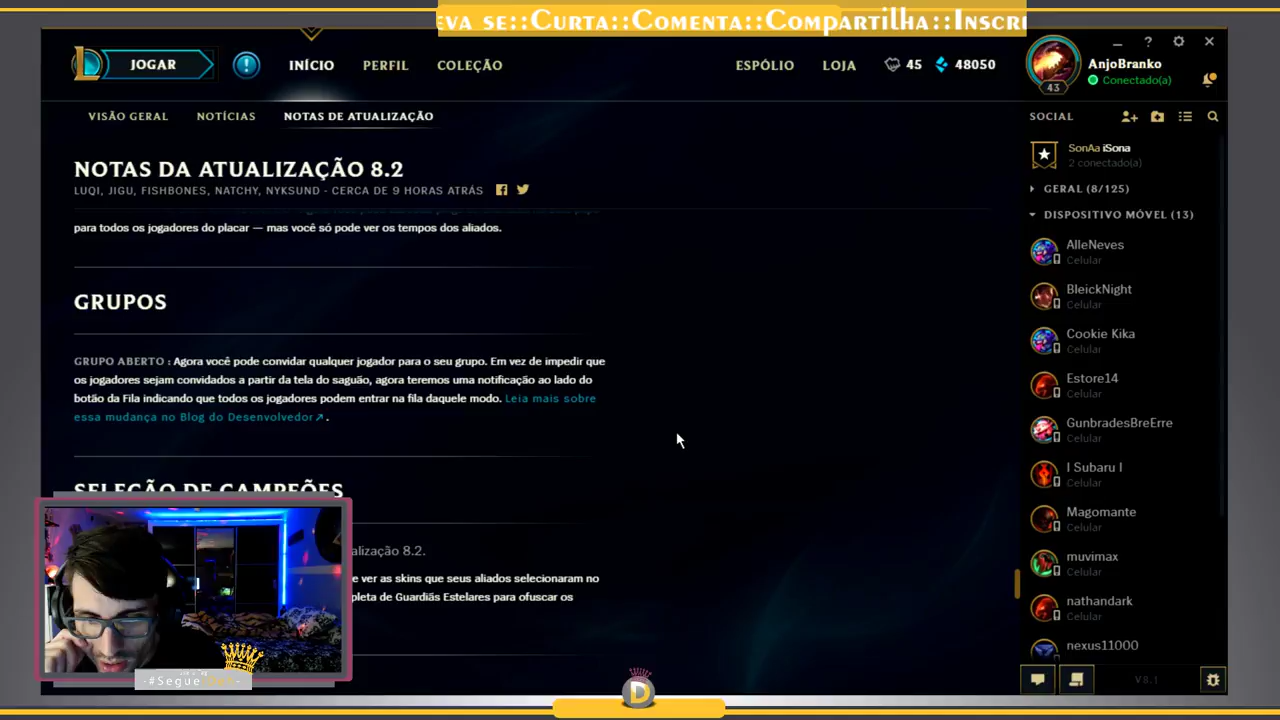 EVA SE::CURTA::COMENTA::COMPARTILHA::INSCRI
JOGAR
INÍCIO
PERFIL
COLEÇÃO
ESPÓLIO
LOJA
45
48050
AnjoBranko
43
Conectado(a)
VISÃO GERAL
NOTÍCIAS
NOTAS DE ATUALIZAÇÃO
NOTAS DA ATUALIZAÇÃO 8.2
LUQI, JIGU, FISHBONES, NATCHY, NYKSUND - CERCA DE 9 HORAS ATRÁS
para todos os jogadores do placar — mas você só pode ver os tempos dos aliados.
GRUPOS
GRUPO ABERTO : Agora você pode convidar qualquer jogador para o seu grupo. Em vez de impedir que
os jogadores sejam convidados a partir da tela do saguão, agora teremos uma notificação ao lado do
botão da Fila indicando que todos os jogadores podem entrar na fila daquele modo. Leia mais sobre
essa mudança no Blog do Desenvolvedor↗.
SELEÇÃO DE CAMPEÕES
alização 8.2.
e ver as skins que seus aliados selecionaram no
pleta de Guardiãs Estelares para ofuscar os
SOCIAL
SonAa iSona
2 conectado(a)
GERAL (8/125)
DISPOSITIVO MÓVEL (13)
AlleNeves
Celular
BleickNight
Celular
Cookie Kika
Celular
Estore14
Celular
GunbradesBreErre
Celular
I Subaru I
Celular
Magomante
Celular
muvimax
Celular
nathandark
Celular
nexus11000
V8.1
-#Segue
D